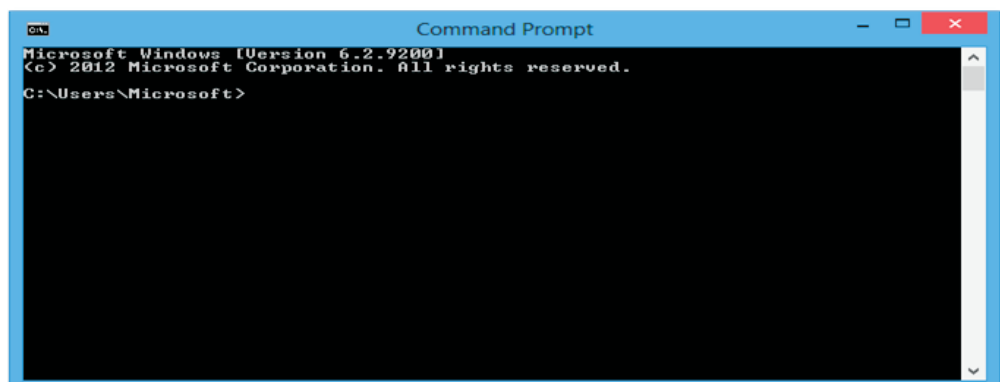 Command Prompt
Microsoft Windows [Version 6.2.9200]
(c) 2012 Microsoft Corporation. All rights reserved.
C:\Users\Microsoft>